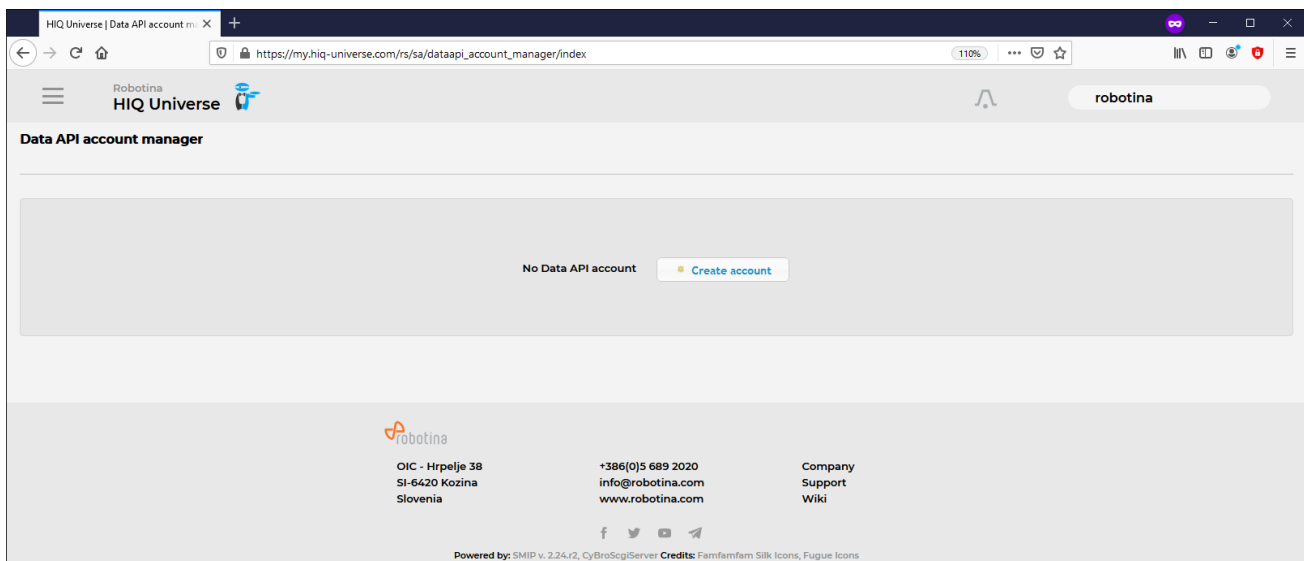 HIQ Universe | Data API account m
https://my.hiq-universe.com/rs/sa/dataapi_account_manager/index
110%
Robotina
HIQ Universe
robotina
Data API account manager
No Data API account
Create account
robotina
OIC - Hrpelje 38
SI-6420 Kozina
Slovenia
+386(0)5 689 2020
info@robotina.com
www.robotina.com
Company
Support
Wiki
Powered by: SMIP v. 2.24.r2, CyBroScgiServer Credits: Famfamfam Silk Icons, Fugue Icons